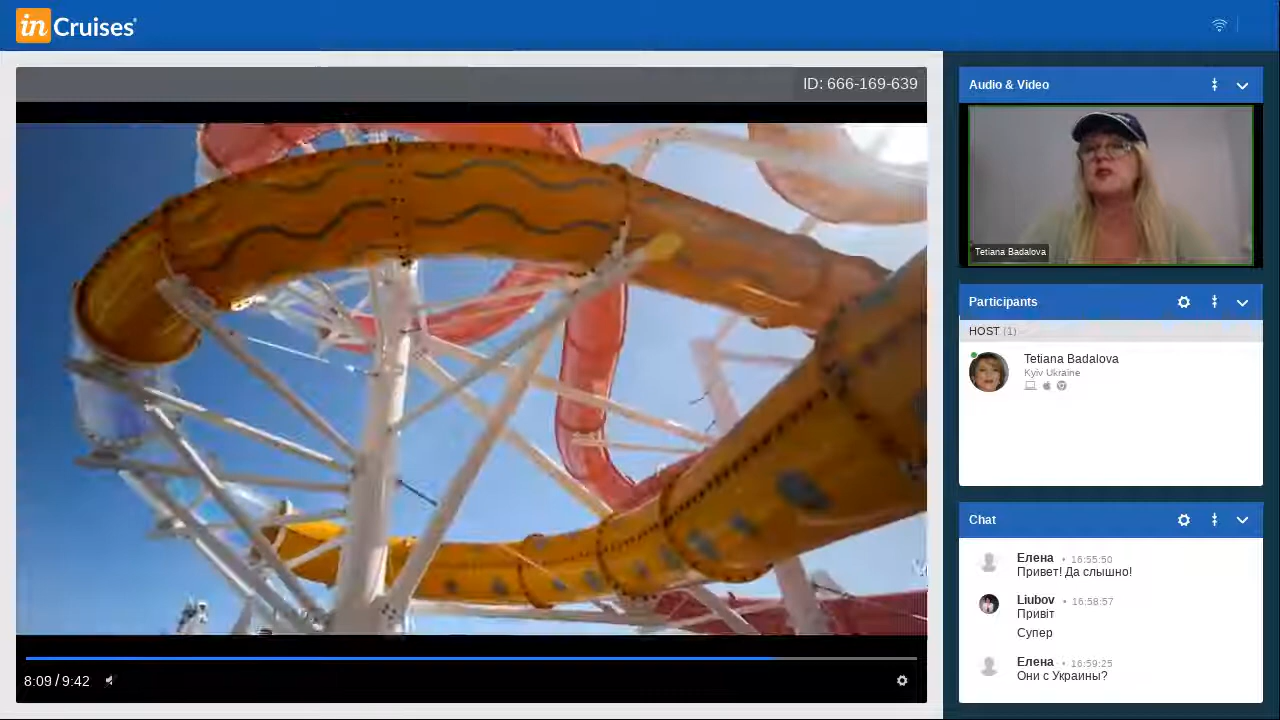 in Cruises
ID: 666-169-639
8:09 / 9:42
Audio & Video
Tetiana Badalova
Participants
HOST (1)
Tetiana Badalova
Kyiv Ukraine
Chat
Елена • 16:55:50
Привет! Да слышно!
Liubov • 16:58:57
Привіт
Супер
Елена • 16:59:25
Они с Украины?